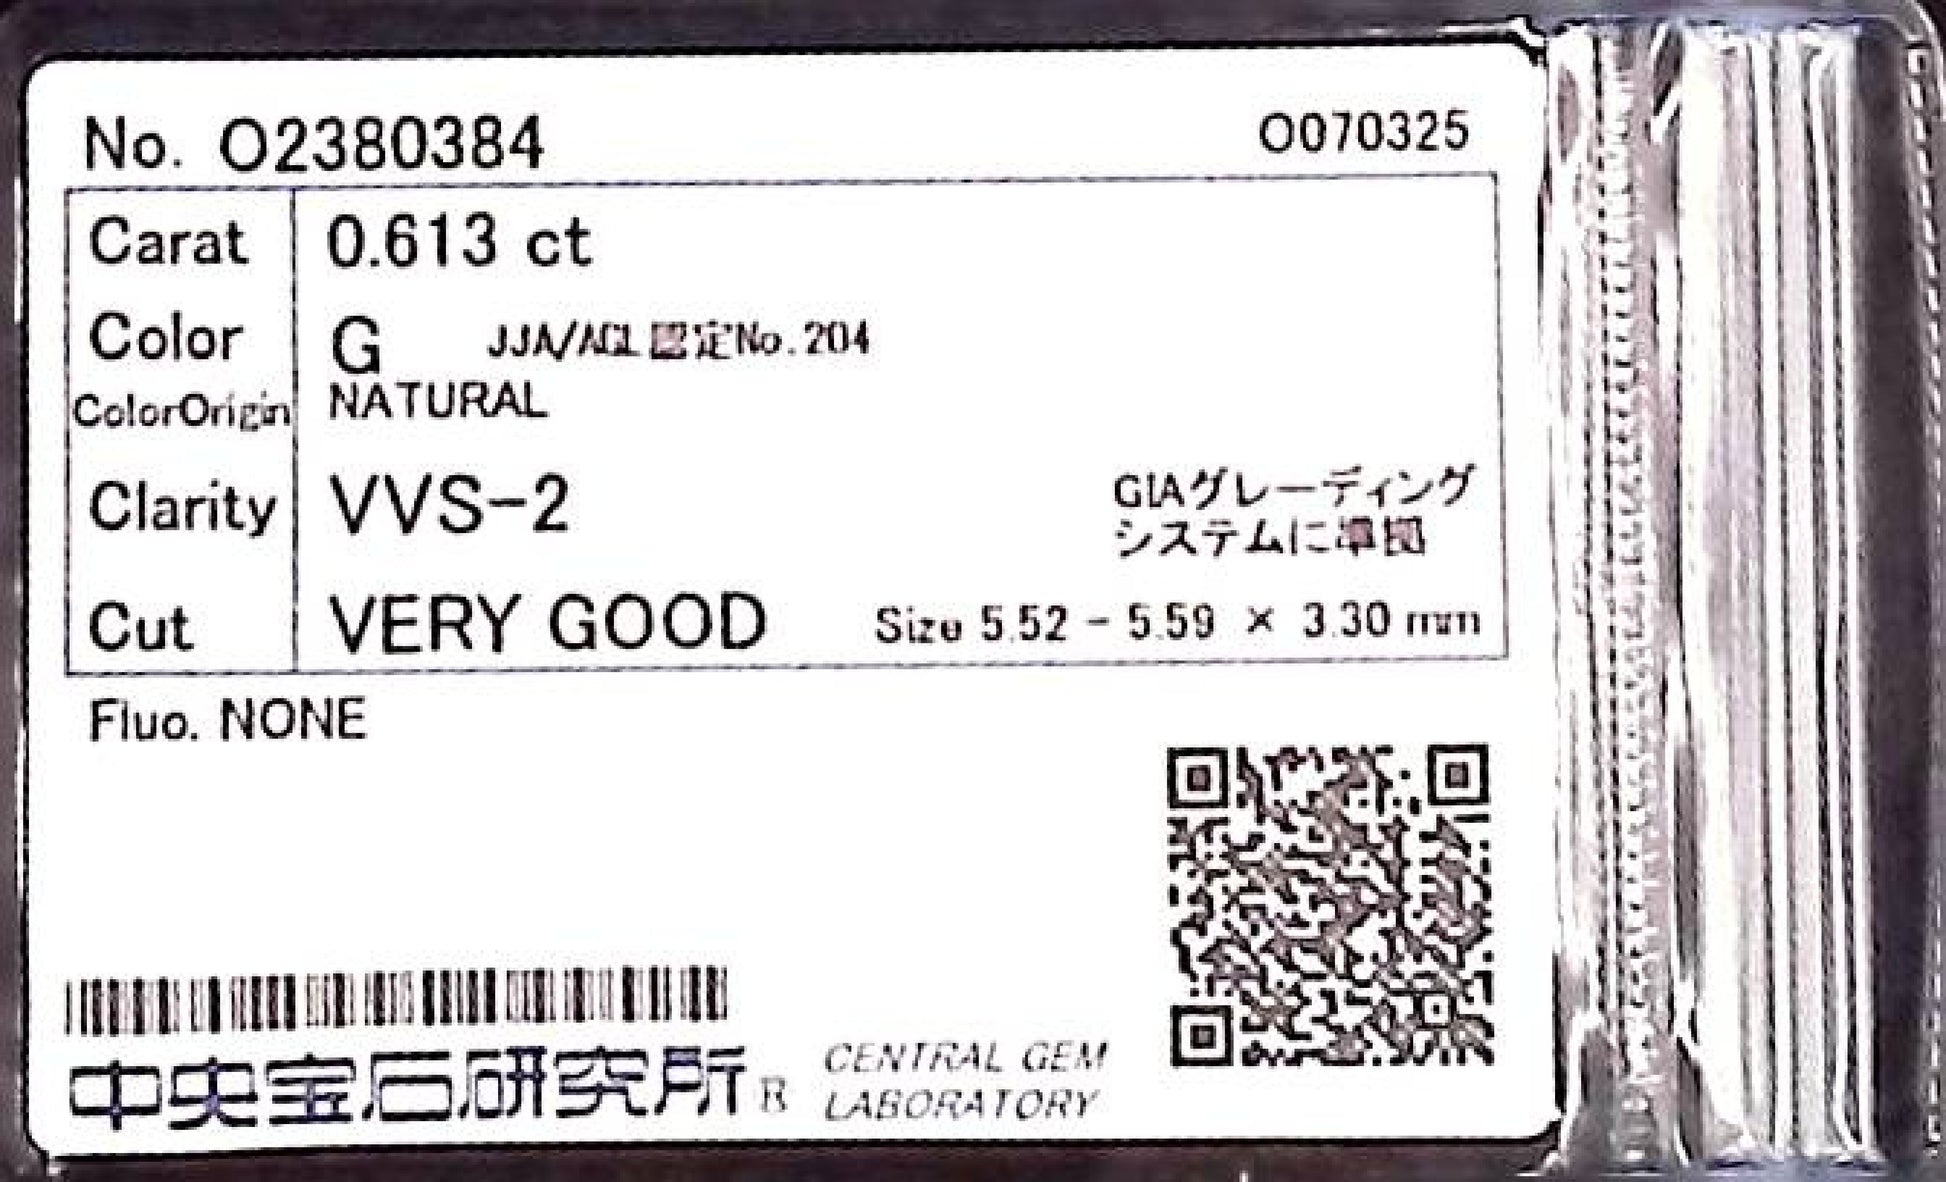 No. O2380384
O070325
Carat 0.613 ct
Color G JJA/AGL認定No.204
ColorOrigin NATURAL
Clarity VVS-2
GIAグレーディング
システムに準拠
Cut VERY GOOD Size 5.52 - 5.59 × 3.30 mm
Fluo. NONE
中央宝石研究所® CENTRAL GEM
LABORATORY